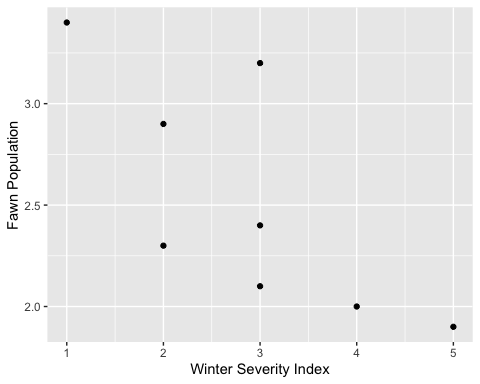 Fawn Population
3.0
2.5
2.0
1 2 3 4 5
Winter Severity Index